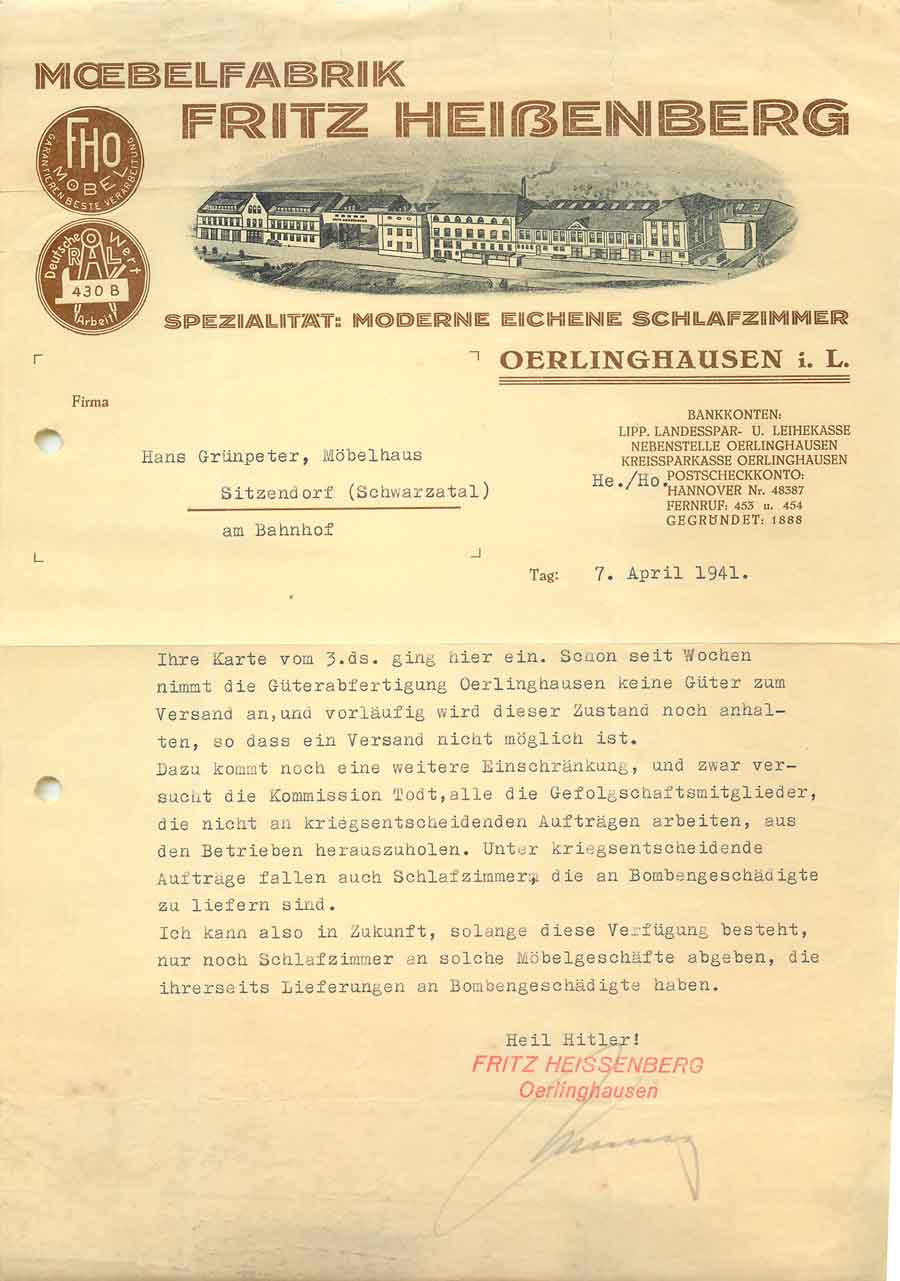 MŒBELFABRIK
FRITZ HEIßENBERG
FHO
MÖBEL
GARANTIEREN BESTE VERARBEITUNG
Deutsche Wert
RAL
430 B
Arbeit
SPEZIALITÄT: MODERNE EICHENE SCHLAFZIMMER
OERLINGHAUSEN i. L.
Firma
Hans Grünpeter, Möbelhaus
Sitzendorf (Schwarzatal)
am Bahnhof
BANKKONTEN:
LIPP. LANDESSPAR- U. LEIHEKASSE
NEBENSTELLE OERLINGHAUSEN
KREISSPARKASSE OERLINGHAUSEN
POSTSCHECKKONTO:
He./Ho.
HANNOVER Nr. 48387
FERNRUF: 453 u. 454
GEGRÜNDET: 1888
Tag: 7. April 1941.
Ihre Karte vom 3.ds. ging hier ein. Schon seit Wochen
nimmt die Güterabfertigung Oerlinghausen keine Güter zum
Versand an,und vorläufig wird dieser Zustand noch anhal-
ten, so dass ein Versand nicht möglich ist.
Dazu kommt noch eine weitere Einschränkung, und zwar ver-
sucht die Kommission Todt,alle die Gefolgschaftsmitglieder,
die nicht an kriegsentscheidenden Aufträgen arbeiten, aus
den Betrieben herauszuholen. Unter kriegsentscheidende
Aufträge fallen auch Schlafzimmer, die an Bombengeschädigte
zu liefern sind.
Ich kann also in Zukunft, solange diese Verfügung besteht,
nur noch Schlafzimmer an solche Möbelgeschäfte abgeben, die
ihrerseits Lieferungen an Bombengeschädigte haben.
Heil Hitler!
FRITZ HEISSENBERG
Oerlinghausen